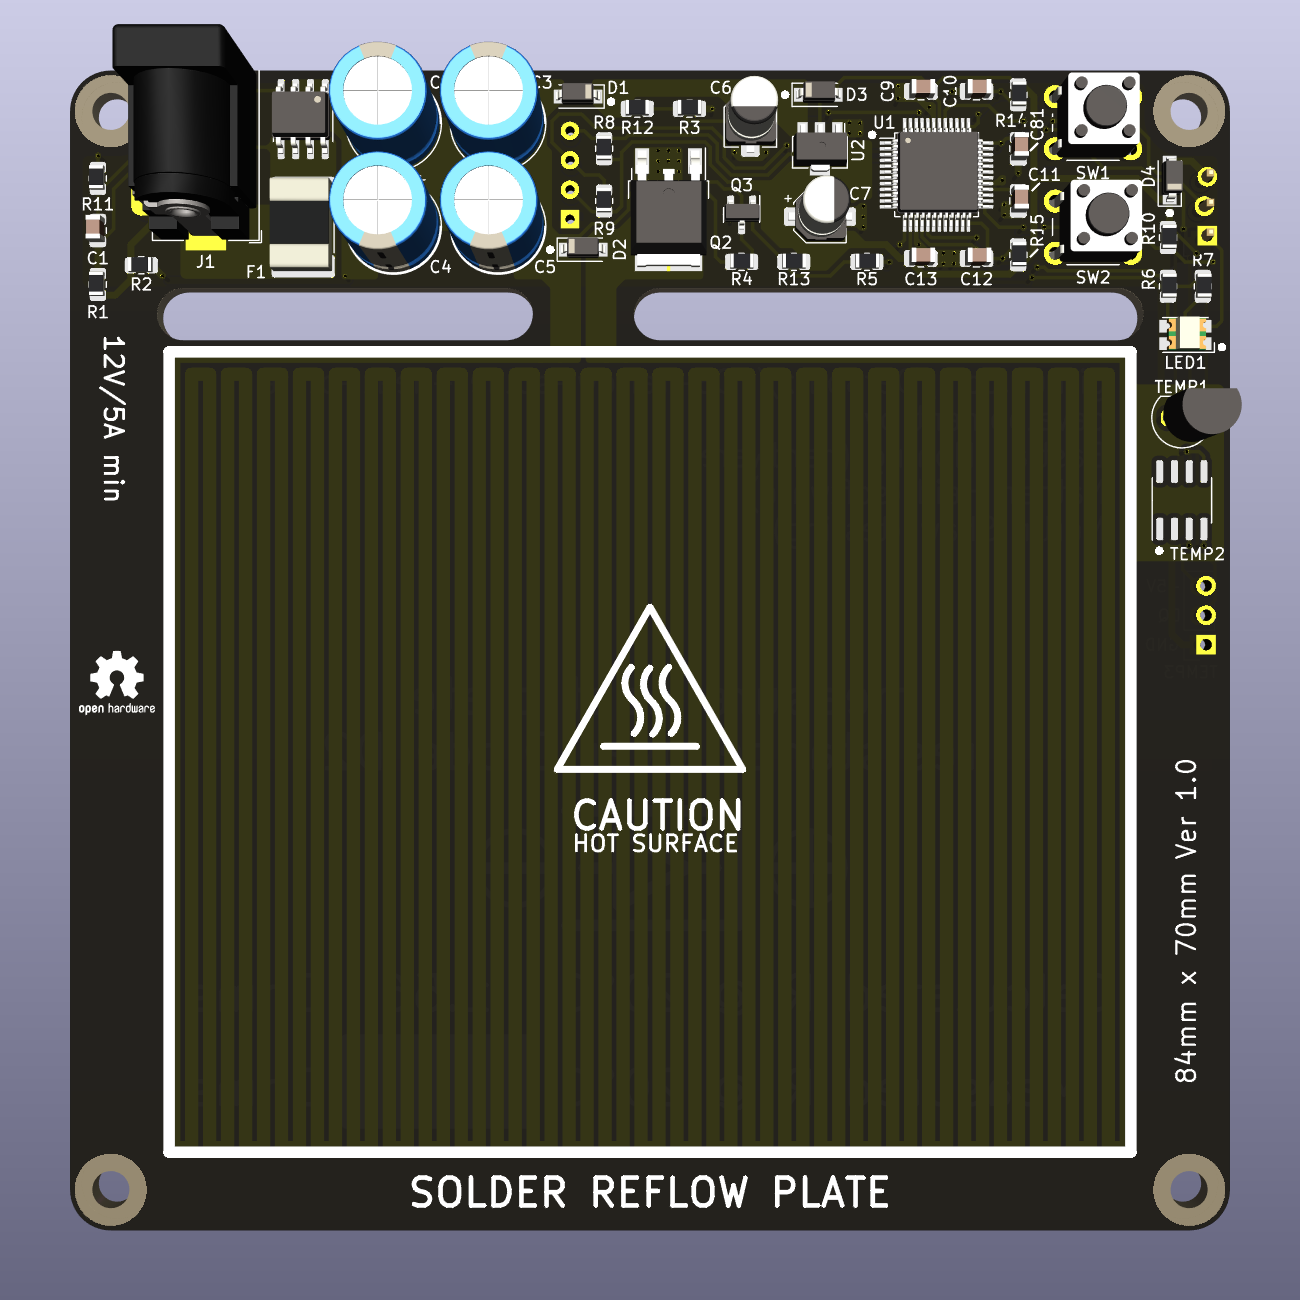 C6
D1
D3
C9
C10
R8
R12
R3
U1
R14
C81
U2
SW1
D4
C11
R11
Q3
C7
R9
Q2
R15
R10
C1
J1
F1
C4
C5
D2
R2
R4
R13
R5
C13
C12
SW2
R7
R6
R1
C3
LED1
TEMP1
12V/5A min
TEMP2
open hardware
CAUTION
HOT SURFACE
84mm x 70mm Ver 1.0
SOLDER REFLOW PLATE